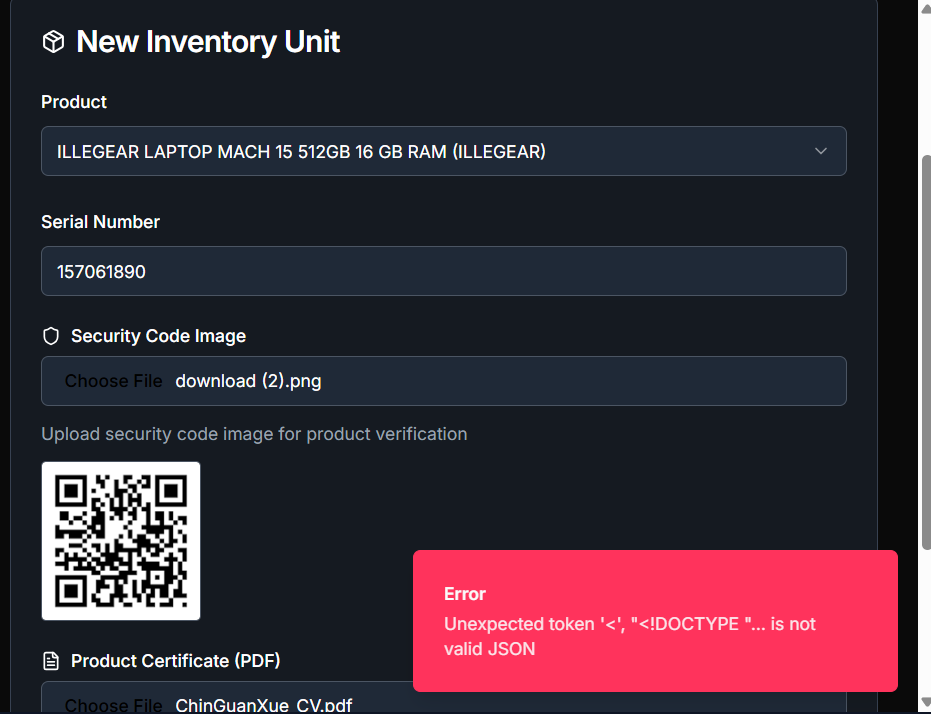 New Inventory Unit
Product
ILLEGEAR LAPTOP MACH 15 512GB 16 GB RAM (ILLEGEAR)
Serial Number
157061890
Security Code Image
Choose File download (2).png
Upload security code image for product verification
Error
Unexpected token '<', "<!DOCTYPE "... is not
valid JSON
Product Certificate (PDF)
Choose File ChinGuanXue_CV.pdf